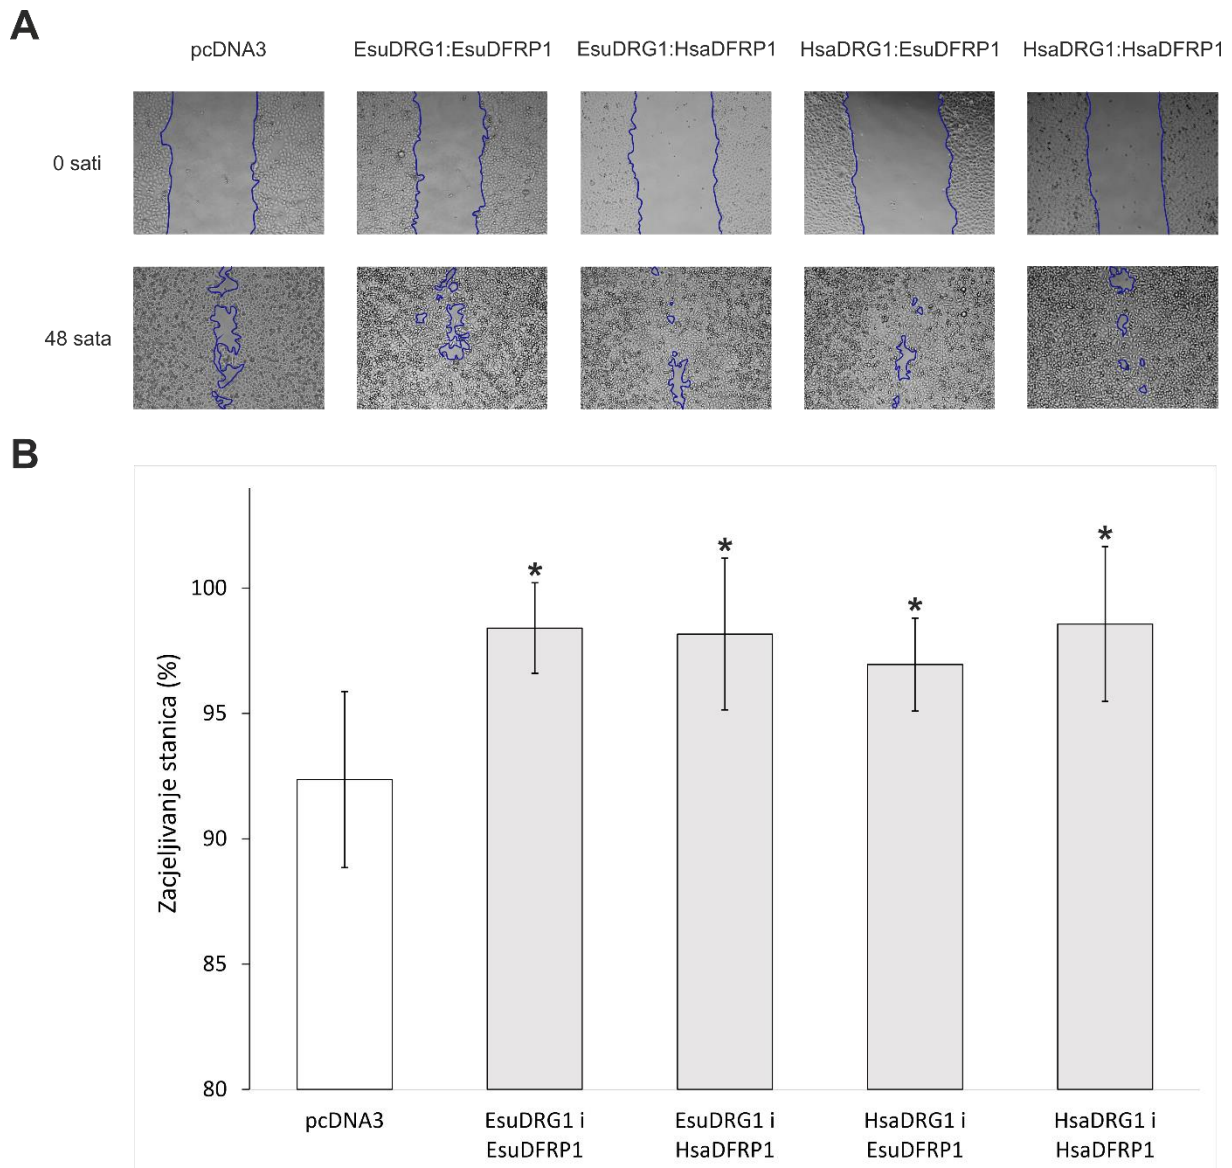 A
pcDNA3
EsuDRG1:EsuDFRP1
EsuDRG1:HsaDFRP1
HsaDRG1:EsuDFRP1
HsaDRG1:HsaDFRP1
0 sati
48 sata
B
Zacjeljivanje stanica (%)
100
95
90
85
80
*
*
*
*
pcDNA3
EsuDRG1 i
EsuDFRP1
EsuDRG1 i
HsaDFRP1
HsaDRG1 i
EsuDFRP1
HsaDRG1 i
HsaDFRP1